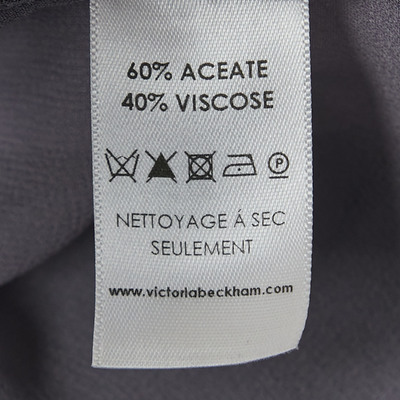 60% ACEATE
40% VISCOSE
P
NETTOYAGE Á SEC
SEULEMENT
www.victoriabeckham.com